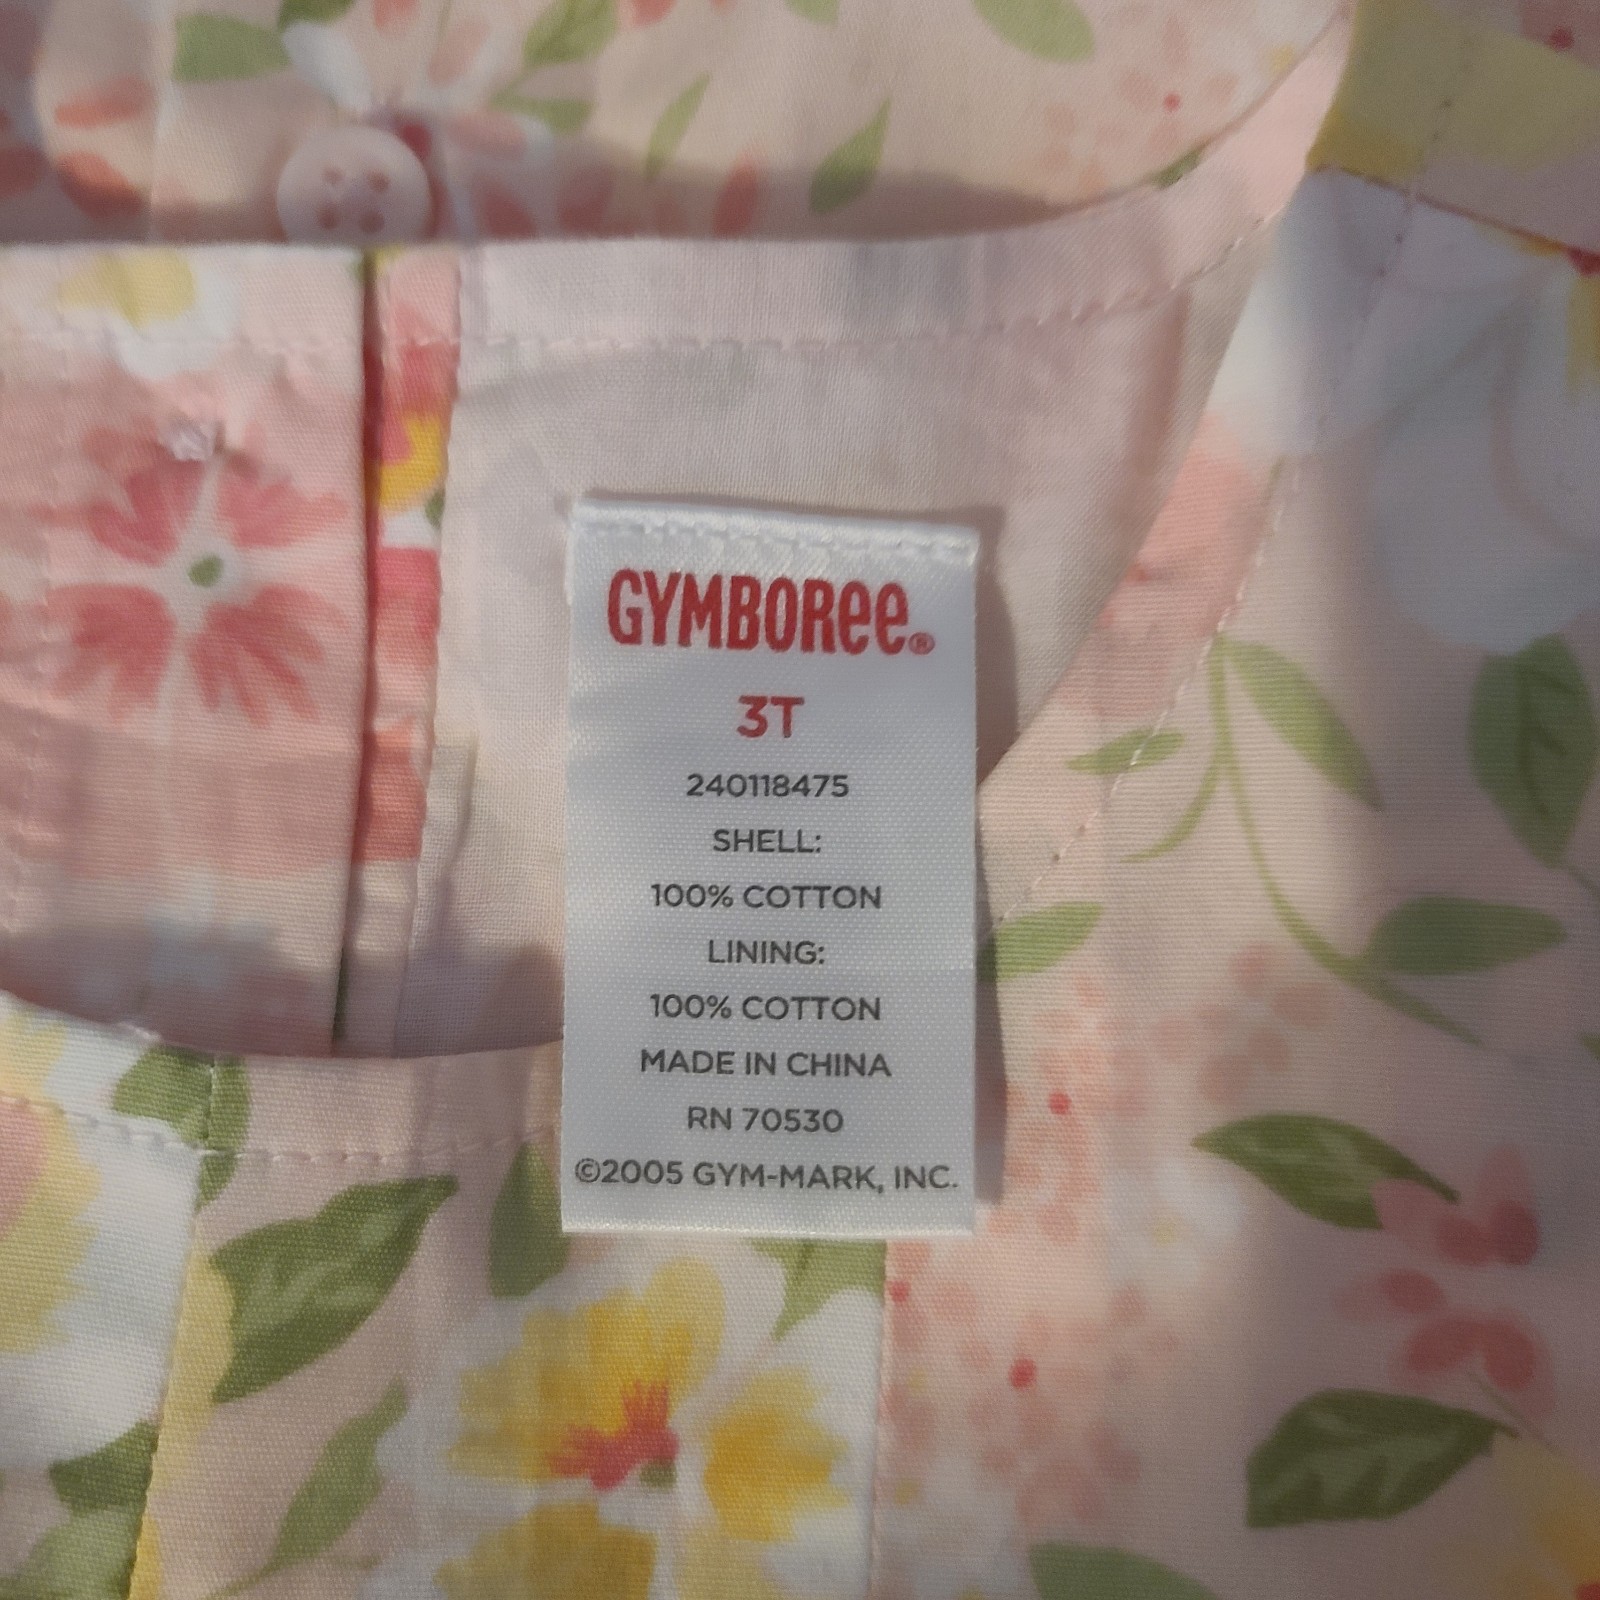 GYMBOREE®
3T
240118475
SHELL:
100% COTTON
LINING:
100% COTTON
MADE IN CHINA
RN 70530
©2005 GYM-MARK, INC.